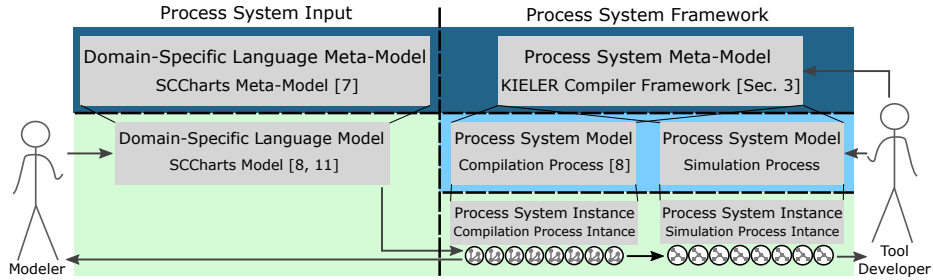 Process System Input
Process System Framework
Domain-Specific Language Meta-Model
SCCharts Meta-Model [7]
Process System Meta-Model
KIELER Compiler Framework [Sec. 3]
Domain-Specific Language Model
SCCharts Model [8, 11]
Process System Model
Compilation Process [8]
Process System Model
Simulation Process
Process System Instance
Compilation Process Intance
Process System Instance
Simulation Process Intance
Modeler
Tool
Developer